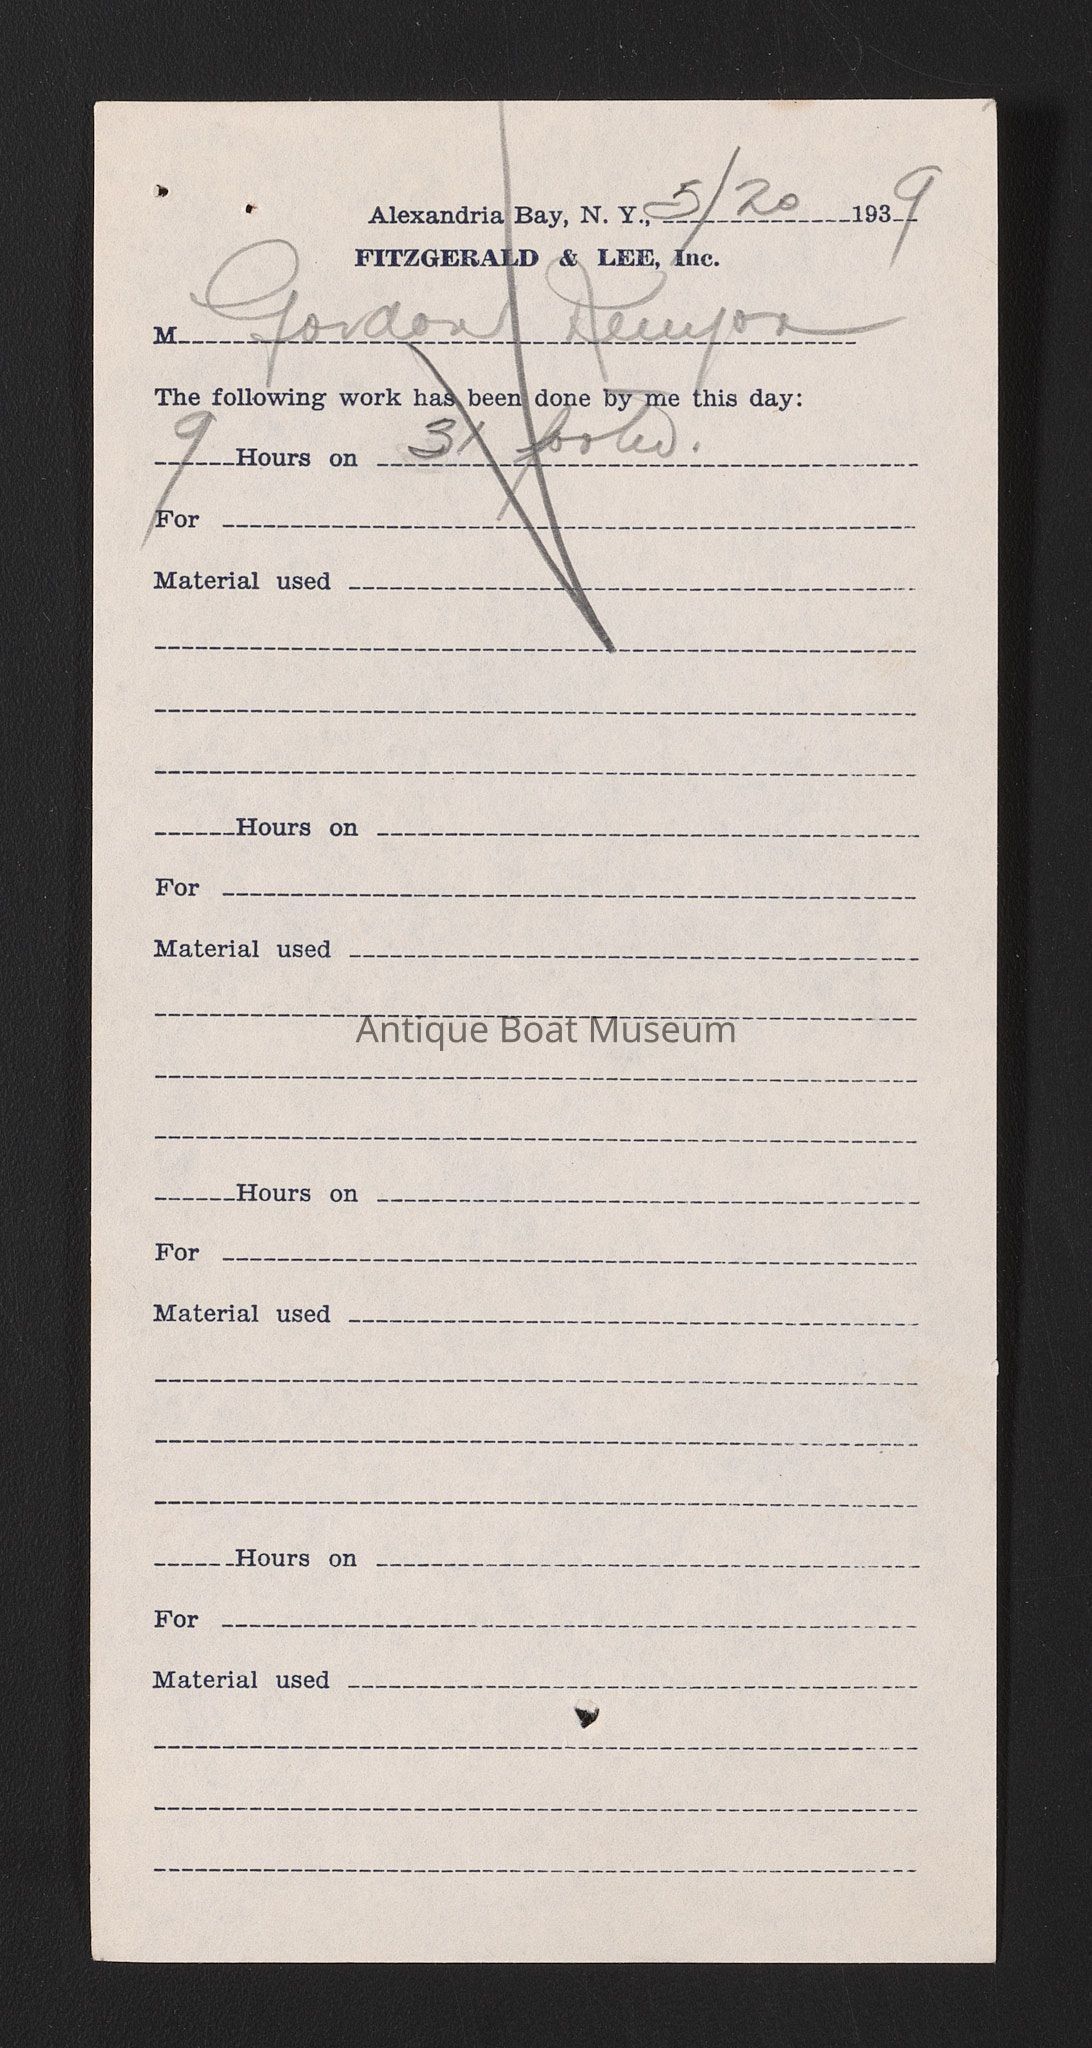 Alexandria Bay, N. Y., 5/20 1939
FITZGERALD & LEE, Inc.
M Gordon Kenyon
The following work has been done by me this day:
9 Hours on 31 footer.
For
Material used
Hours on
For
Material used
Antique Boat Museum
Hours on
For
Material used
Hours on
For
Material used